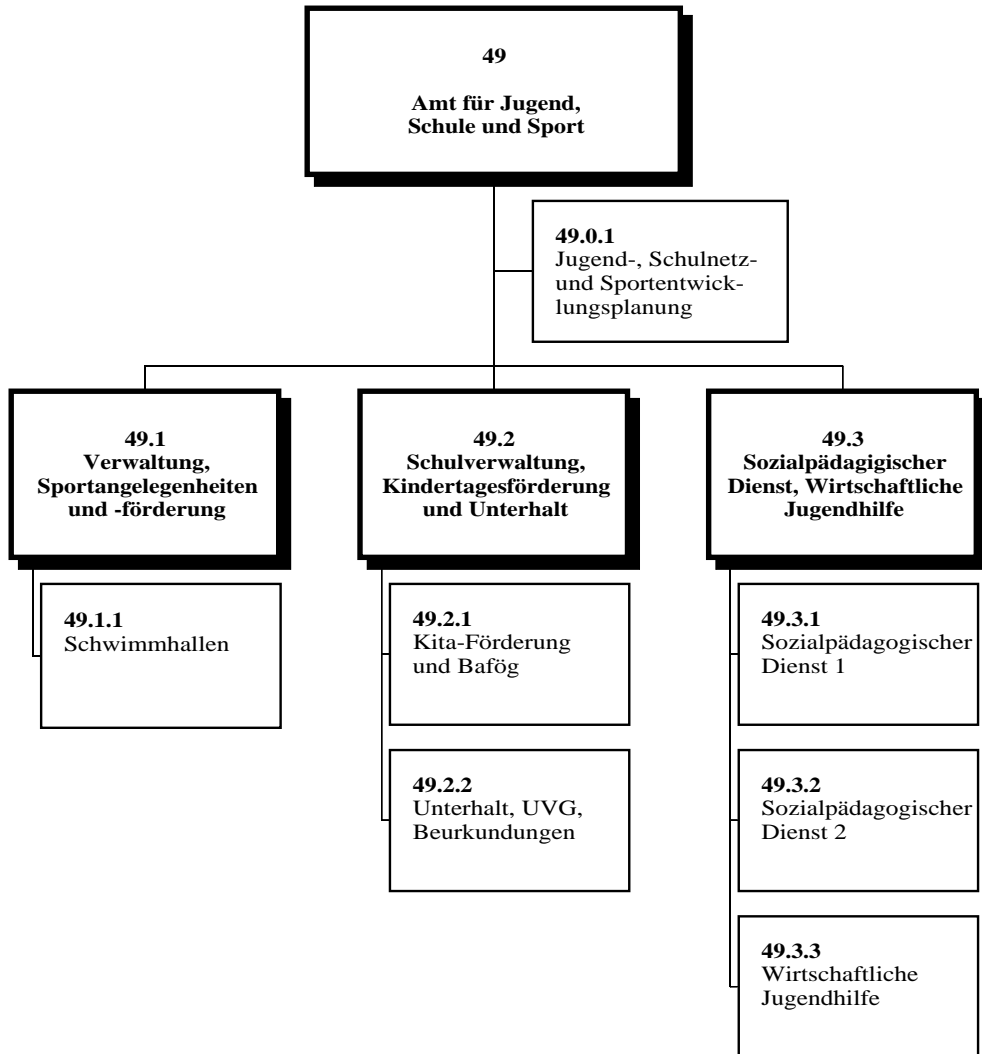 49
Amt für Jugend,
Schule und Sport
49.0.1
Jugend-, Schulnetz-
und Sportentwick-
lungsplanung
49.1
Verwaltung,
Sportangelegenheiten
und -förderung
49.1.1
Schwimmhallen
49.2
Schulverwaltung,
Kindertagesförderung
und Unterhalt
49.2.1
Kita-Förderung
und Bafög
49.2.2
Unterhalt, UVG,
Beurkundungen
49.3
Sozialpädagigischer
Dienst, Wirtschaftliche
Jugendhilfe
49.3.1
Sozialpädagogischer
Dienst 1
49.3.2
Sozialpädagogischer
Dienst 2
49.3.3
Wirtschaftliche
Jugendhilfe